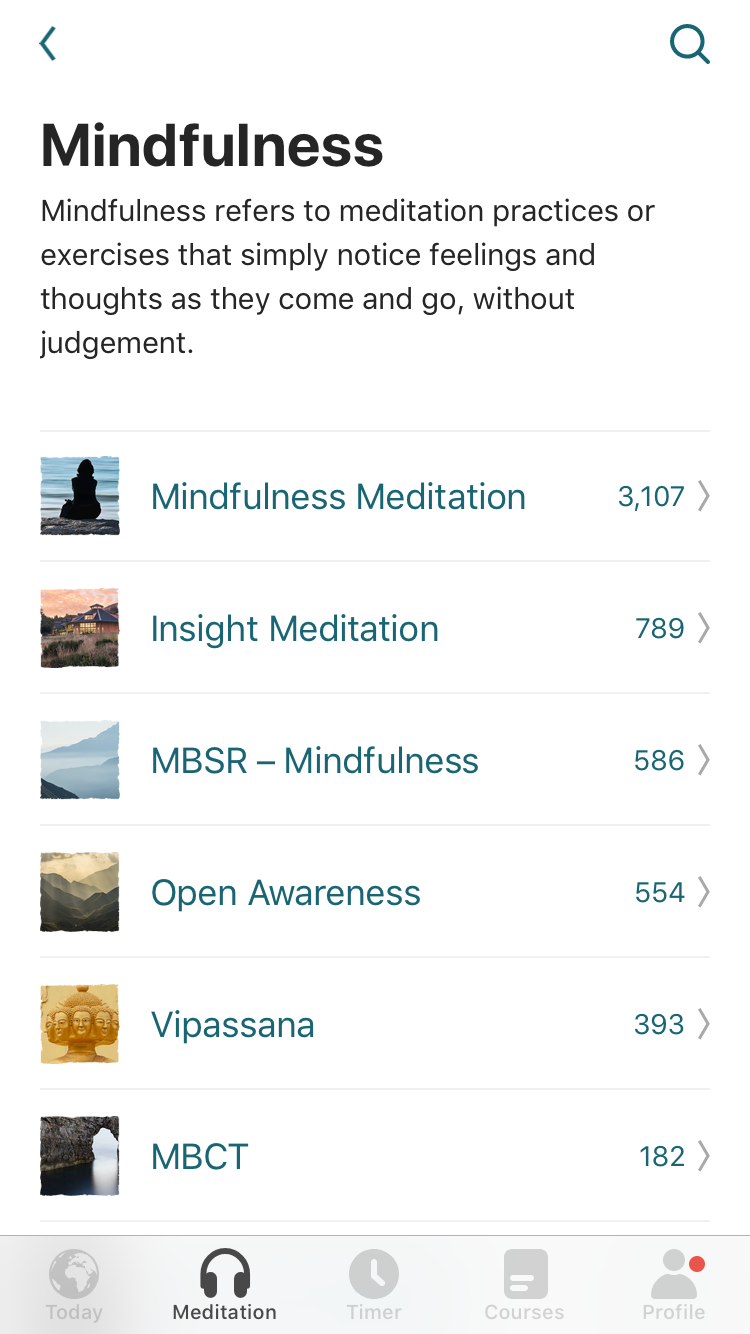 Mindfulness
Mindfulness refers to meditation practices or
exercises that simply notice feelings and
thoughts as they come and go, without
judgement.
Mindfulness Meditation 3,107
Insight Meditation 789
MBSR – Mindfulness 586
Open Awareness 554
Vipassana 393
MBCT 182
Today Meditation Timer Courses Profile